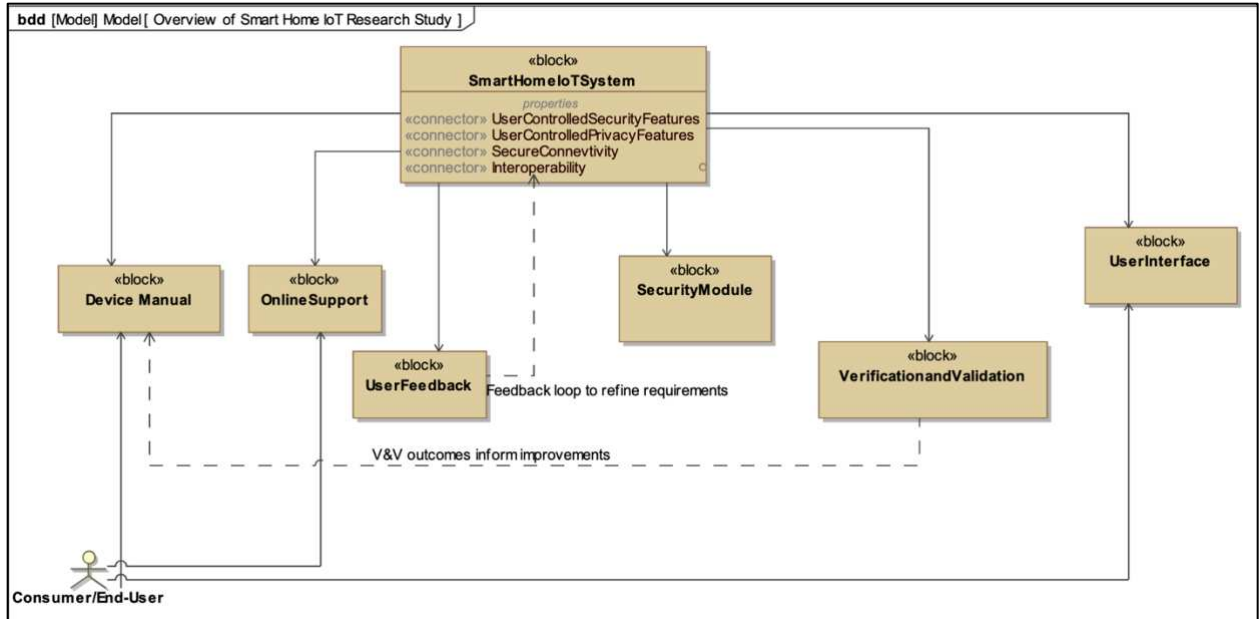 bdd [Model] Model [ Overview of Smart Home IoT Research Study ]
«block»
SmartHomeIoTSystem
properties
«connector» UserControlledSecurityFeatures
«connector» UserControlledPrivacyFeatures
«connector» SecureConnevtivity
«connector» Interoperability
«block»
UserInterface
«block»
Device Manual
«block»
OnlineSupport
«block»
SecurityModule
«block»
UserFeedback
«block»
VerificationandValidation
Feedback loop to refine requirements
V&V outcomes inform improvements
Consumer/End-User